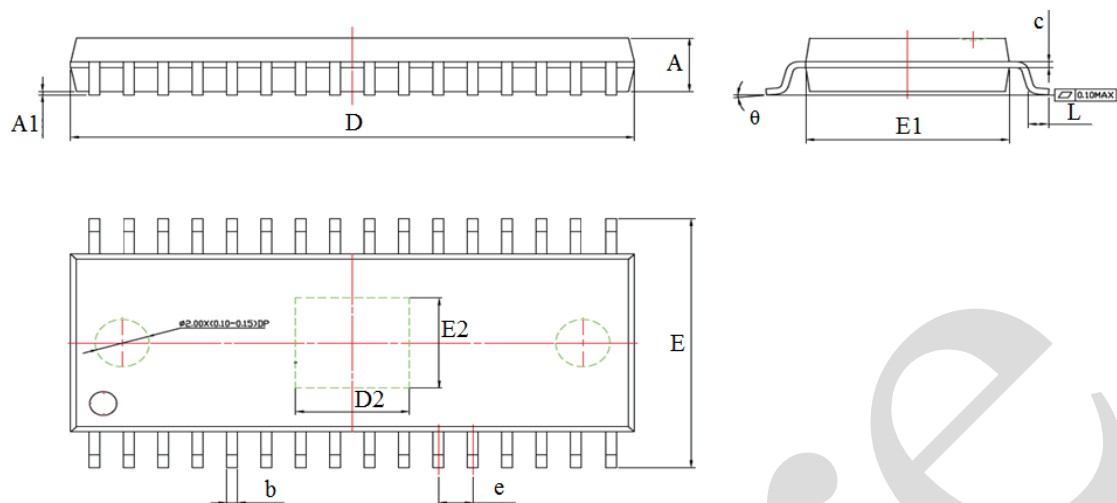 c
A
A1
D
θ
E1
L
0.10MAX
ø2.00X(0.10-0.15)DP
E2
E
D2
b
e